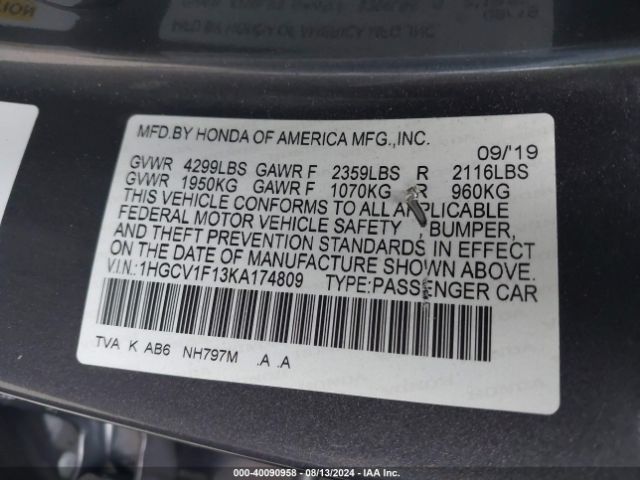 MFD.BY HONDA OF AMERICA MFG.,INC.
09/'19
GVWR 4299LBS GAWR F 2359LBS R 2116LBS
GVWR 1950KG GAWR F 1070KG R 960KG
THIS VEHICLE CONFORMS TO ALL APPLICABLE
FEDERAL MOTOR VEHICLE SAFETY BUMPER,
AND THEFT PREVENTION STANDARDS IN EFFECT
ON THE DATE OF MANUFACTURE SHOWN ABOVE.
V.I.N.:1HGCV1F13KA174809 TYPE:PASSENGER CAR
TVA K AB6 NH797M .A .A
000-40090958 - 08/13/2024 - IAA Inc.